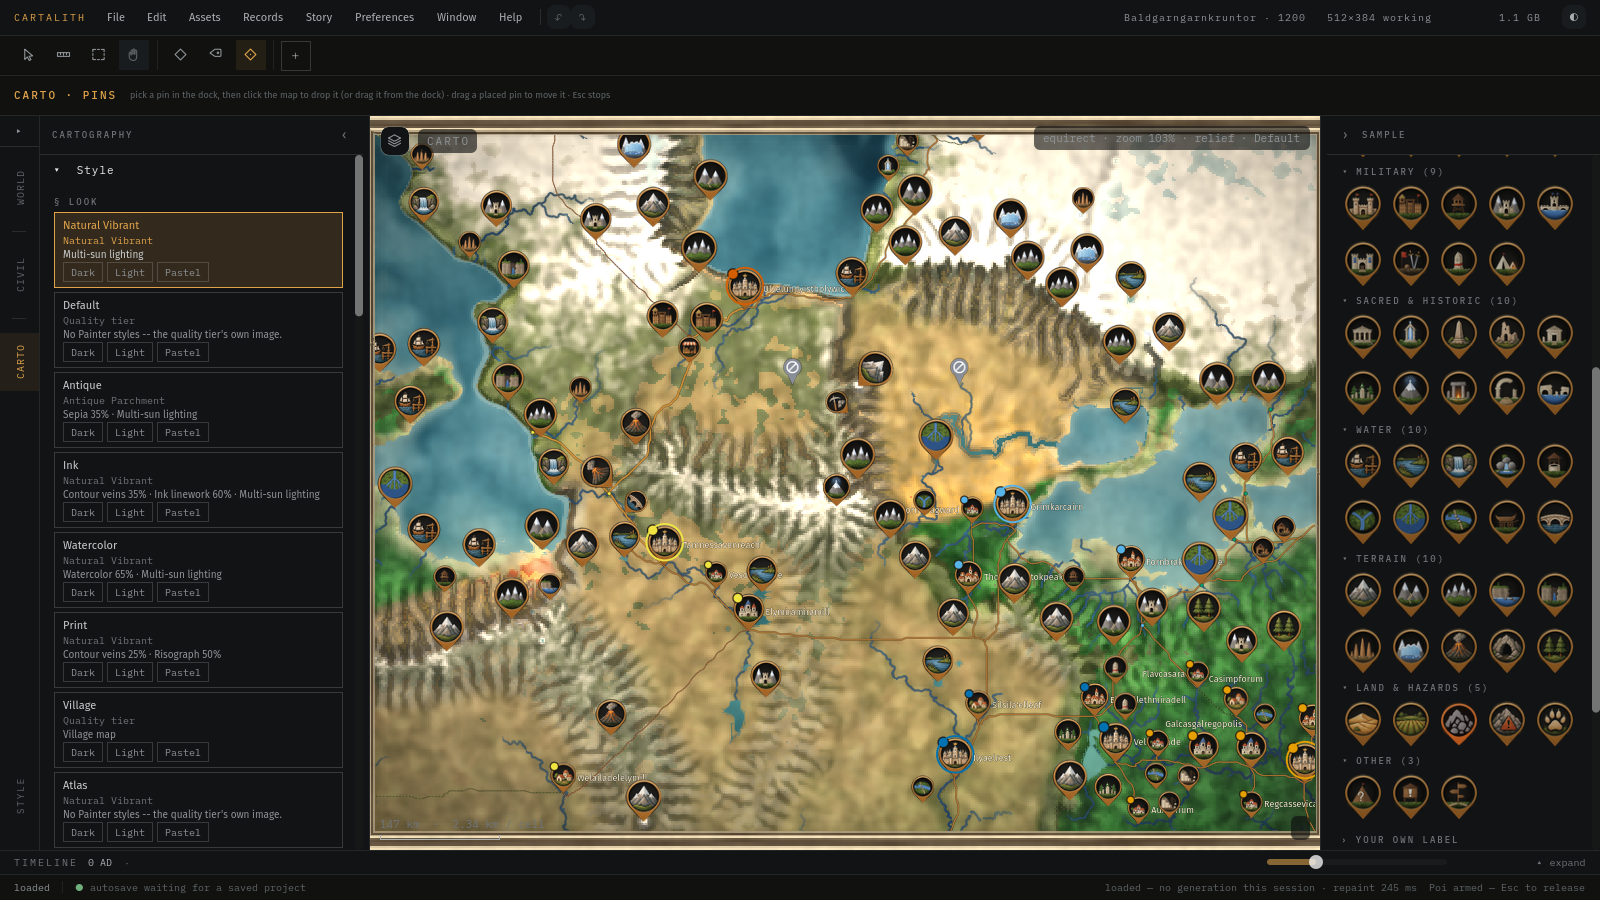 CARTALITH File Edit Assets Records Story Preferences Window Help Baldgarngarnkruntor · 1200 512×384 working 1.1 GB
CARTO · PINS pick a pin in the dock, then click the map to drop it (or drag it from the dock) · drag a placed pin to move it · Esc stops
CARTOGRAPHY
WORLD
CIVIL
CARTO
STYLE
Style
§ LOOK
Natural Vibrant
Natural Vibrant
Multi-sun lighting
Dark Light Pastel
Default
Quality tier
No Painter styles -- the quality tier's own image.
Dark Light Pastel
Antique
Antique Parchment
Sepia 35% · Multi-sun lighting
Dark Light Pastel
Ink
Natural Vibrant
Contour veins 35% · Ink linework 60% · Multi-sun lighting
Dark Light Pastel
Watercolor
Natural Vibrant
Watercolor 65% · Multi-sun lighting
Dark Light Pastel
Print
Natural Vibrant
Contour veins 25% · Risograph 50%
Dark Light Pastel
Village
Quality tier
Village map
Dark Light Pastel
Atlas
Natural Vibrant
No Painter styles -- the quality tier's own image.
Dark Light Pastel
CARTO
equirect · zoom 103% · relief · Default
Grimkarcairn
Flavcasara
Casimpforum
Galcasgalregopolis
SAMPLE
MILITARY (9)
SACRED & HISTORIC (10)
WATER (10)
TERRAIN (10)
LAND & HAZARDS (5)
OTHER (3)
YOUR OWN LABEL
TIMELINE 0 AD ·
expand
loaded autosave waiting for a saved project
loaded — no generation this session · repaint 245 ms Poi armed — Esc to release